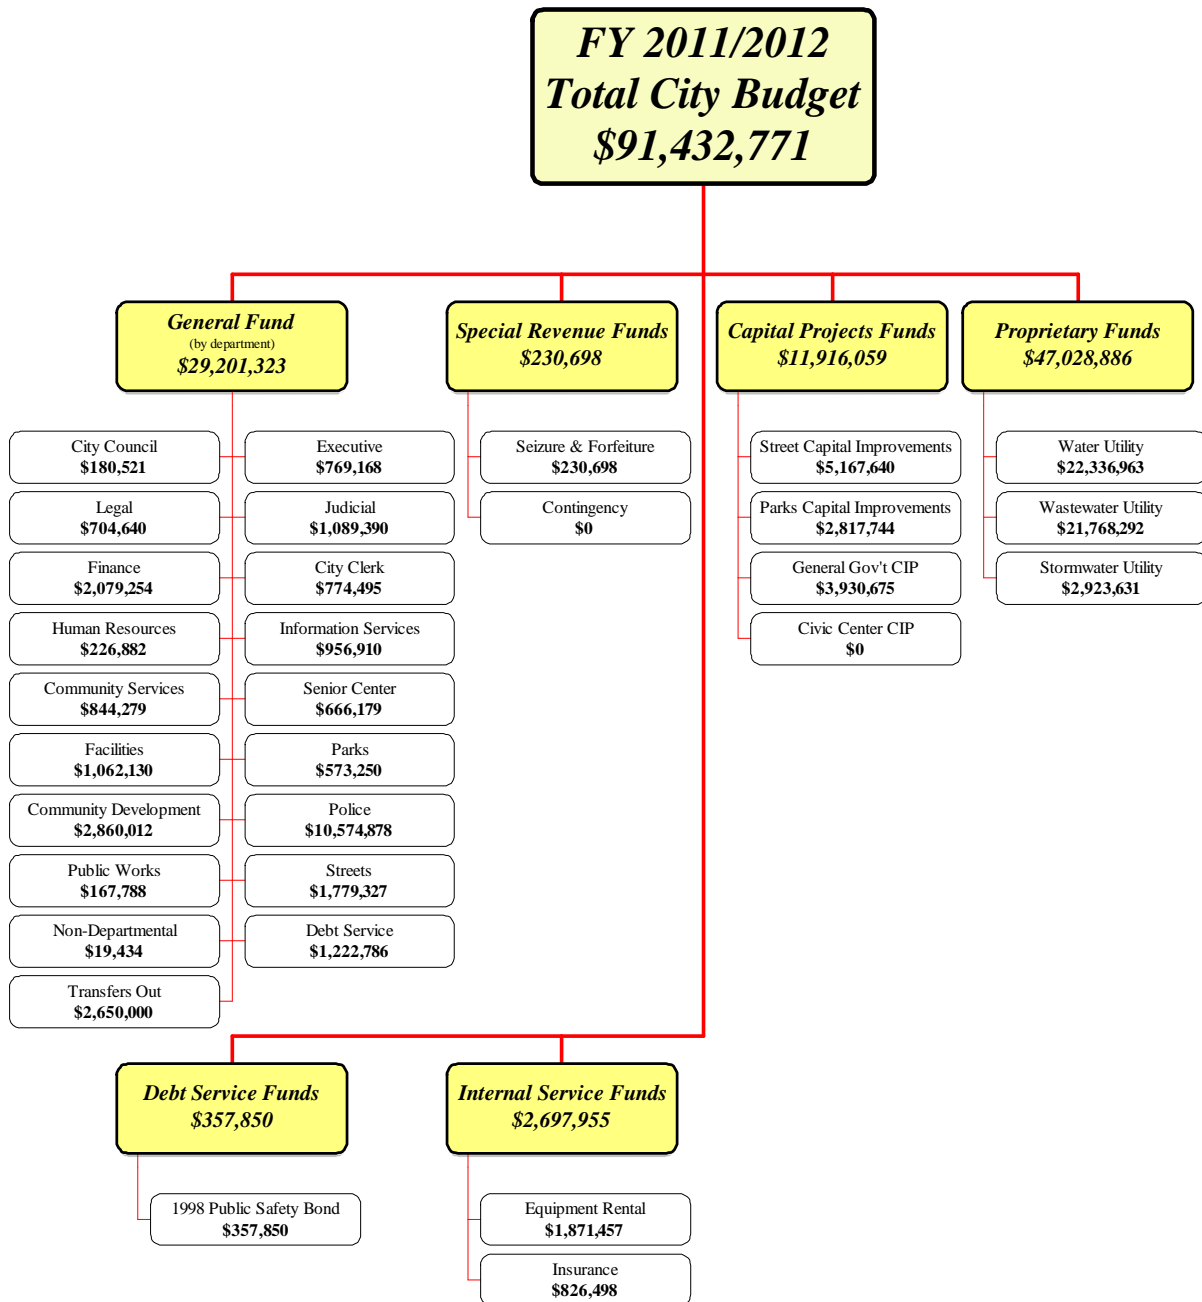 FY 2011/2012
Total City Budget
$91,432,771
General Fund
(by department)
$29,201,323
Special Revenue Funds
$230,698
Capital Projects Funds
$11,916,059
Proprietary Funds
$47,028,886
City Council
$180,521
Executive
$769,168
Legal
$704,640
Judicial
$1,089,390
Finance
$2,079,254
City Clerk
$774,495
Human Resources
$226,882
Information Services
$956,910
Community Services
$844,279
Senior Center
$666,179
Facilities
$1,062,130
Parks
$573,250
Community Development
$2,860,012
Police
$10,574,878
Public Works
$167,788
Streets
$1,779,327
Non-Departmental
$19,434
Debt Service
$1,222,786
Transfers Out
$2,650,000
Seizure & Forfeiture
$230,698
Contingency
$0
Street Capital Improvements
$5,167,640
Parks Capital Improvements
$2,817,744
General Gov't CIP
$3,930,675
Civic Center CIP
$0
Water Utility
$22,336,963
Wastewater Utility
$21,768,292
Stormwater Utility
$2,923,631
Debt Service Funds
$357,850
Internal Service Funds
$2,697,955
1998 Public Safety Bond
$357,850
Equipment Rental
$1,871,457
Insurance
$826,498